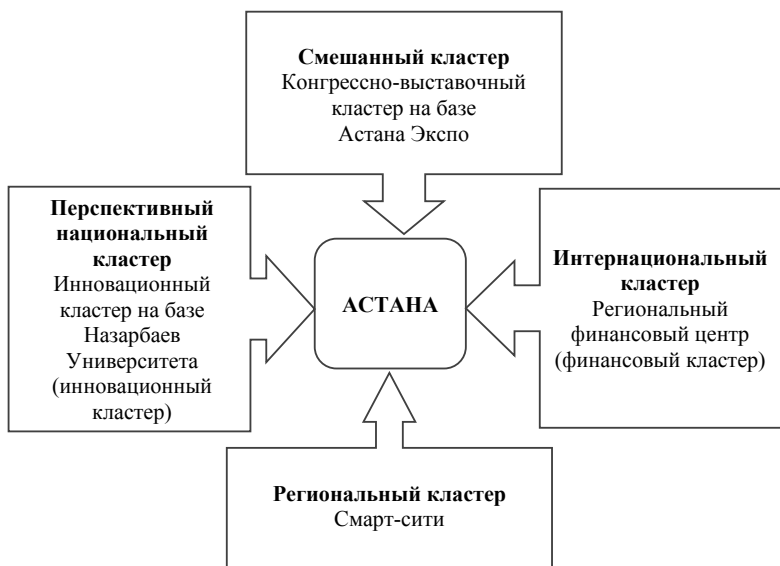 Смешанный кластер
Конгрессно-выставочный
кластер на базе
Астана Экспо
Перспективный
национальный
кластер
Инновационный
кластер на базе
Назарбаев
Университета
(инновационный
кластер)
АСТАНА
Интернациональный
кластер
Региональный
финансовый центр
(финансовый кластер)
Региональный кластер
Смарт-сити